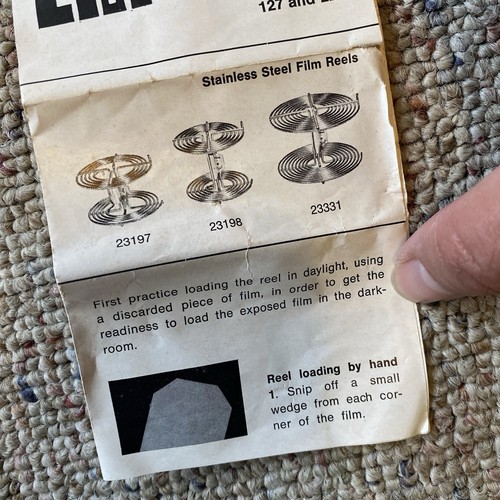 127 and
Stainless Steel Film Reels
23197
23198
23331
First practice loading the reel in daylight, using
a discarded piece of film, in order to get the
readiness to load the exposed film in the dark-
room.
Reel loading by hand
1. Snip off a small
wedge from each cor-
ner of the film.